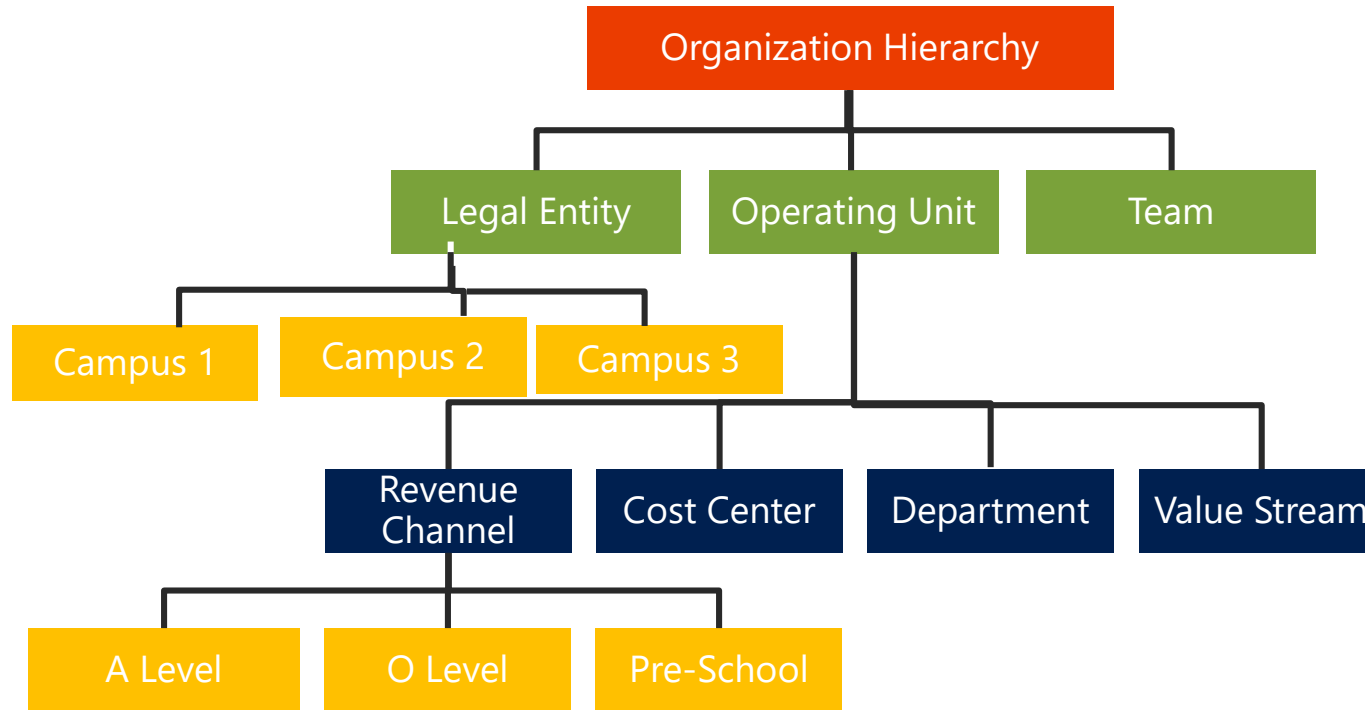 Organization Hierarchy
Legal Entity
Operating Unit
Team
Campus 1
Campus 2
Campus 3
Revenue
Channel
Cost Center
Department
Value Stream
A Level
O Level
Pre-School